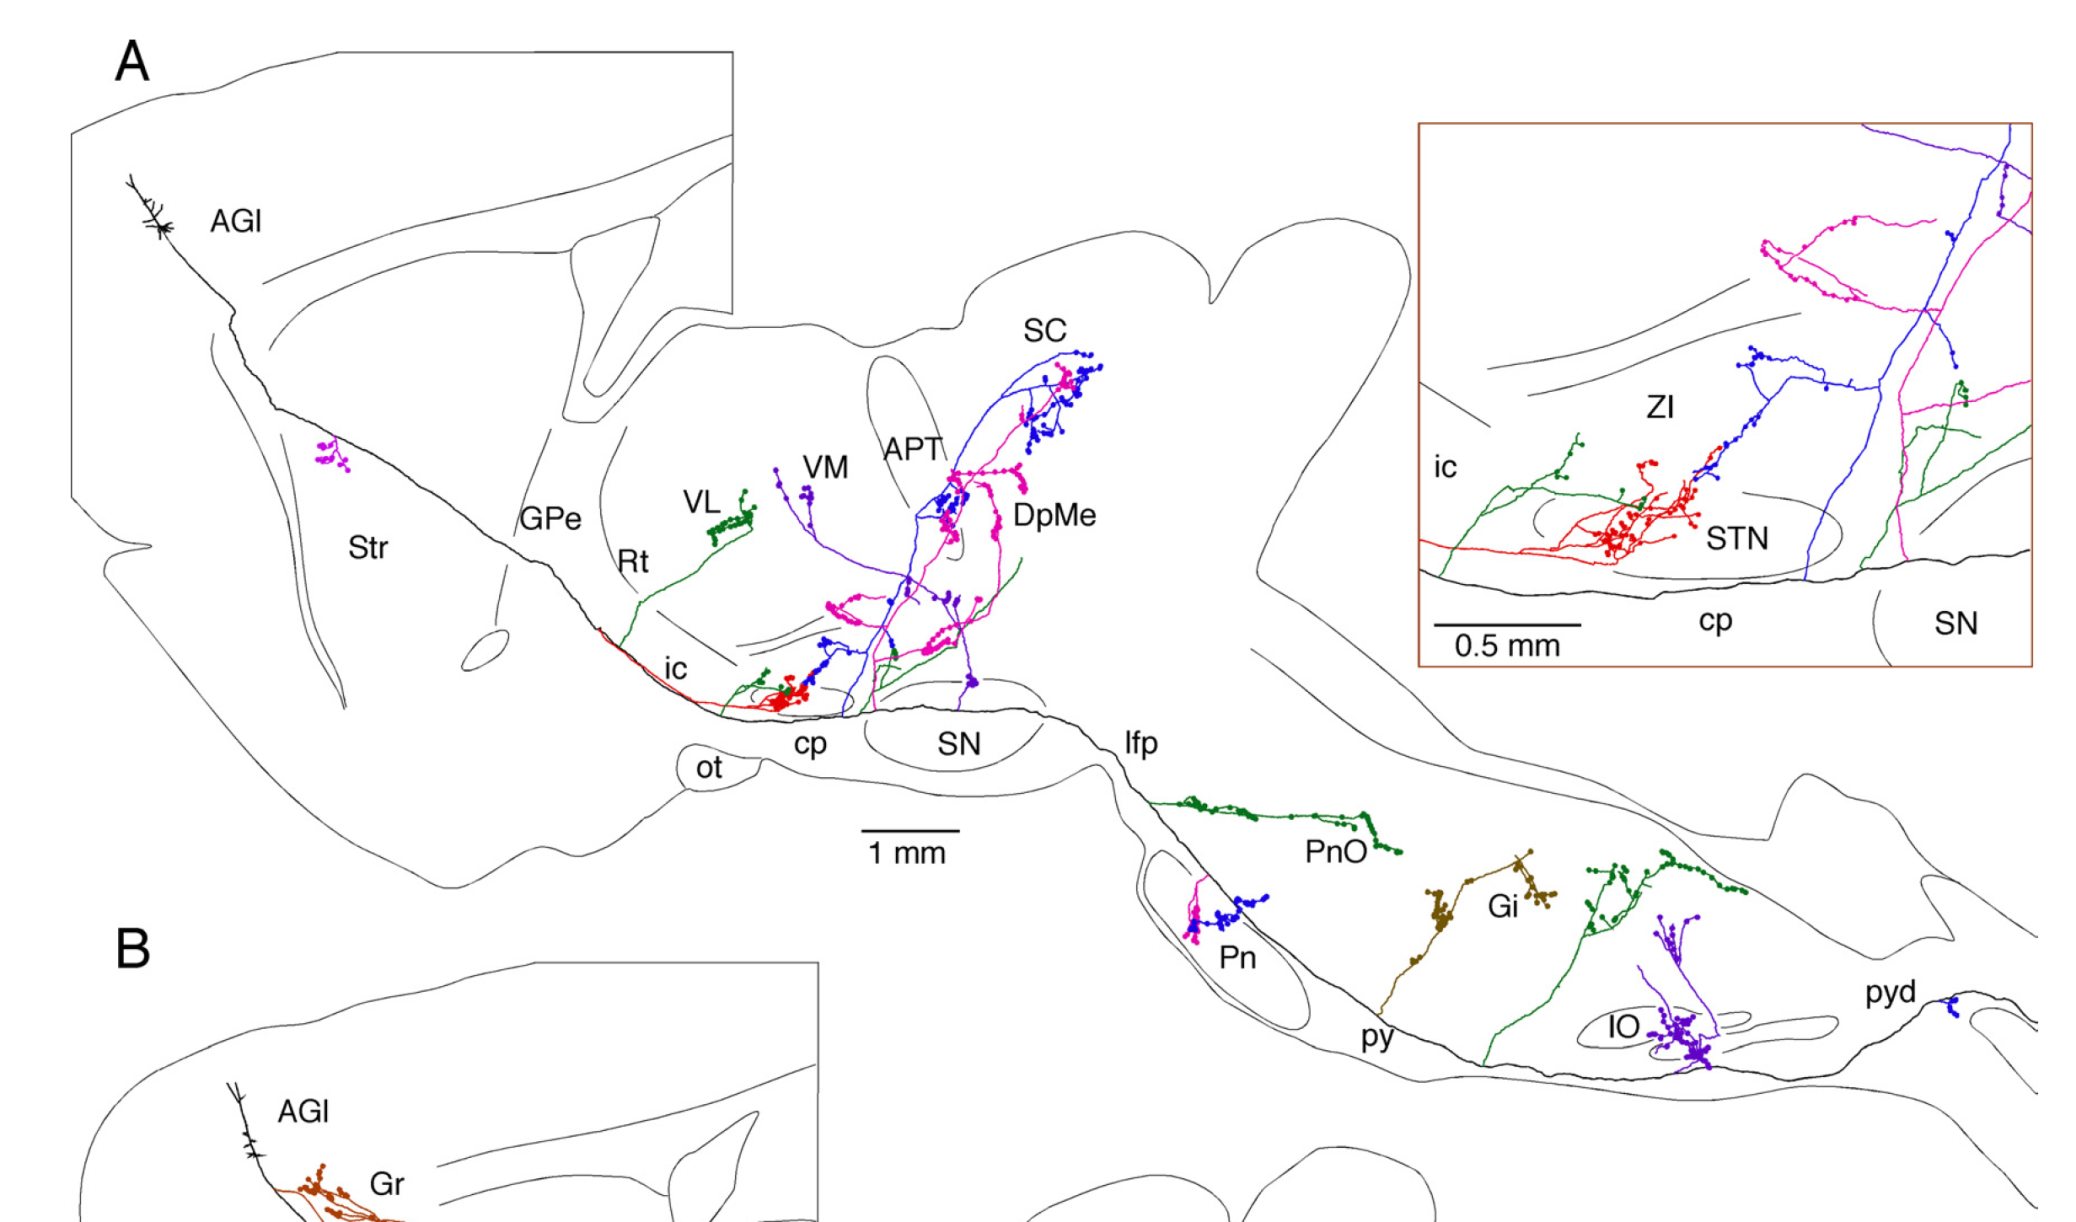 A
AGl
SC
VM
APT
VL
DpMe
GPe
Str
Rt
ic
cp
SN
lfp
ot
1 mm
PnO
Gi
Pn
pyd
IO
py
ZI
ic
STN
cp
SN
0.5 mm
B
AGl
Gr